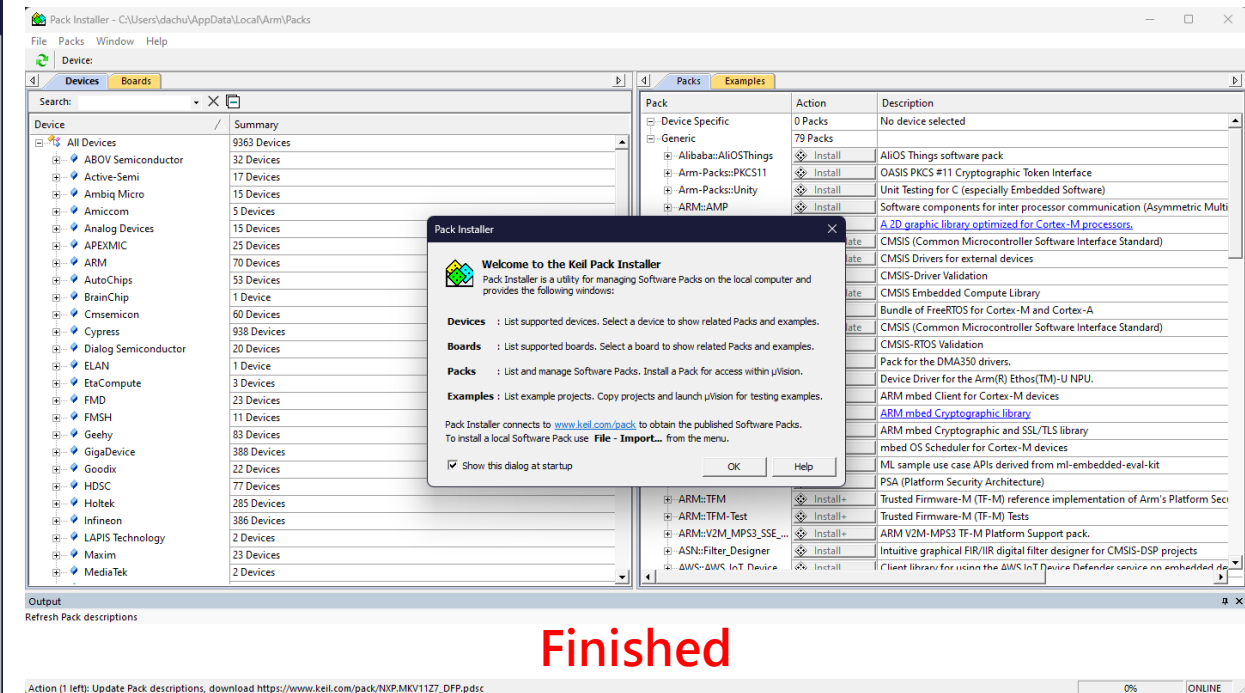 Pack Installer - C:\Users\dachu\AppData\Local\Arm\Packs
File Packs Window Help
Device:
Devices Boards
Search:
Device / Summary
All Devices 9363 Devices
ABOV Semiconductor 32 Devices
Active-Semi 17 Devices
Ambiq Micro 15 Devices
Amiccom 5 Devices
Analog Devices 15 Devices
APEXMIC 25 Devices
ARM 70 Devices
AutoChips 53 Devices
BrainChip 1 Device
Cmsemicon 60 Devices
Cypress 938 Devices
Dialog Semiconductor 20 Devices
ELAN 1 Device
EtaCompute 3 Devices
FMD 23 Devices
FMSH 11 Devices
Geehy 83 Devices
GigaDevice 388 Devices
Goodix 22 Devices
HDSC 77 Devices
Holtek 285 Devices
Infineon 386 Devices
LAPIS Technology 2 Devices
Maxim 23 Devices
MediaTek 2 Devices
Packs Examples
Pack Action Description
Device Specific 0 Packs No device selected
Generic 79 Packs
Alibaba::AliOSThings Install AliOS Things software pack
Arm-Packs::PKCS11 Install OASIS PKCS #11 Cryptographic Token Interface
Arm-Packs::Unity Install Unit Testing for C (especially Embedded Software)
ARM::AMP Install Software components for inter processor communication (Asymmetric Multi
A 2D graphic library optimized for Cortex-M processors.
ate CMSIS (Common Microcontroller Software Interface Standard)
ate CMSIS Drivers for external devices
CMSIS-Driver Validation
ate CMSIS Embedded Compute Library
Bundle of FreeRTOS for Cortex-M and Cortex-A
ate CMSIS (Common Microcontroller Software Interface Standard)
CMSIS-RTOS Validation
Pack for the DMA350 drivers.
Device Driver for the Arm(R) Ethos(TM)-U NPU.
ARM mbed Client for Cortex-M devices
ARM mbed Cryptographic library
ARM mbed Cryptographic and SSL/TLS library
mbed OS Scheduler for Cortex-M devices
ML sample use case APIs derived from ml-embedded-eval-kit
PSA (Platform Security Architecture)
ARM::TFM Install+ Trusted Firmware-M (TF-M) reference implementation of Arm's Platform Secu
ARM::TFM-Test Install+ Trusted Firmware-M (TF-M) Tests
ARM::V2M_MPS3_SSE_... Install+ ARM V2M-MPS3 TF-M Platform Support pack.
ASN::Filter_Designer Install Intuitive graphical FIR/IIR digital filter designer for CMSIS-DSP projects
AWS::AWS_IoT_Device Install Client library for using the AWS IoT Device Defender service on embedded de
Pack Installer
Welcome to the Keil Pack Installer
Pack Installer is a utility for managing Software Packs on the local computer and
provides the following windows:
Devices : List supported devices. Select a device to show related Packs and examples.
Boards : List supported boards. Select a board to show related Packs and examples.
Packs : List and manage Software Packs. Install a Pack for access within µVision.
Examples : List example projects. Copy projects and launch µVision for testing examples.
Pack Installer connects to www.keil.com/pack to obtain the published Software Packs.
To install a local Software Pack use File - Import... from the menu.
Show this dialog at startup
OK Help
Output
Refresh Pack descriptions
Finished
Action (1 left): Update Pack descriptions, download https://www.keil.com/pack/NXP.MKV11Z7_DFP.pdsc
0% ONLINE